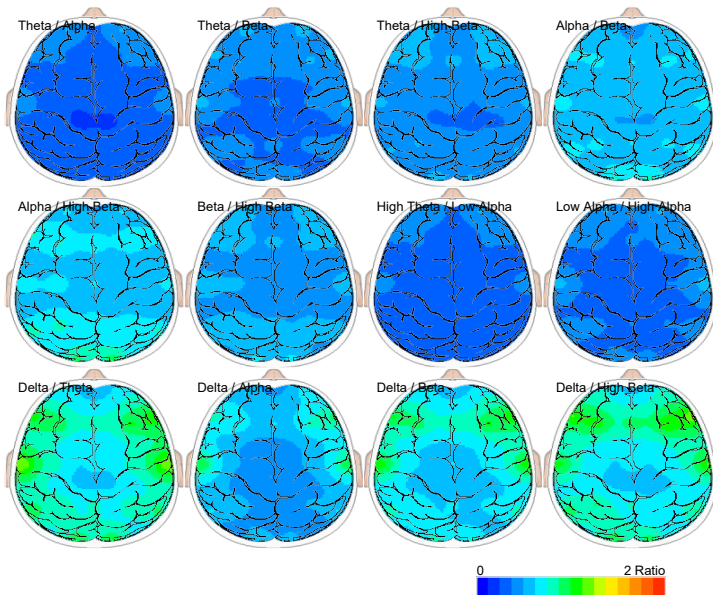 Theta / Alpha
Theta / Beta
Theta / High Beta
Alpha / Beta
Alpha / High Beta
Beta / High Beta
High Theta / Low Alpha
Low Alpha / High Alpha
Delta / Theta
Delta / Alpha
Delta / Beta
Delta / High Beta
0 2 Ratio